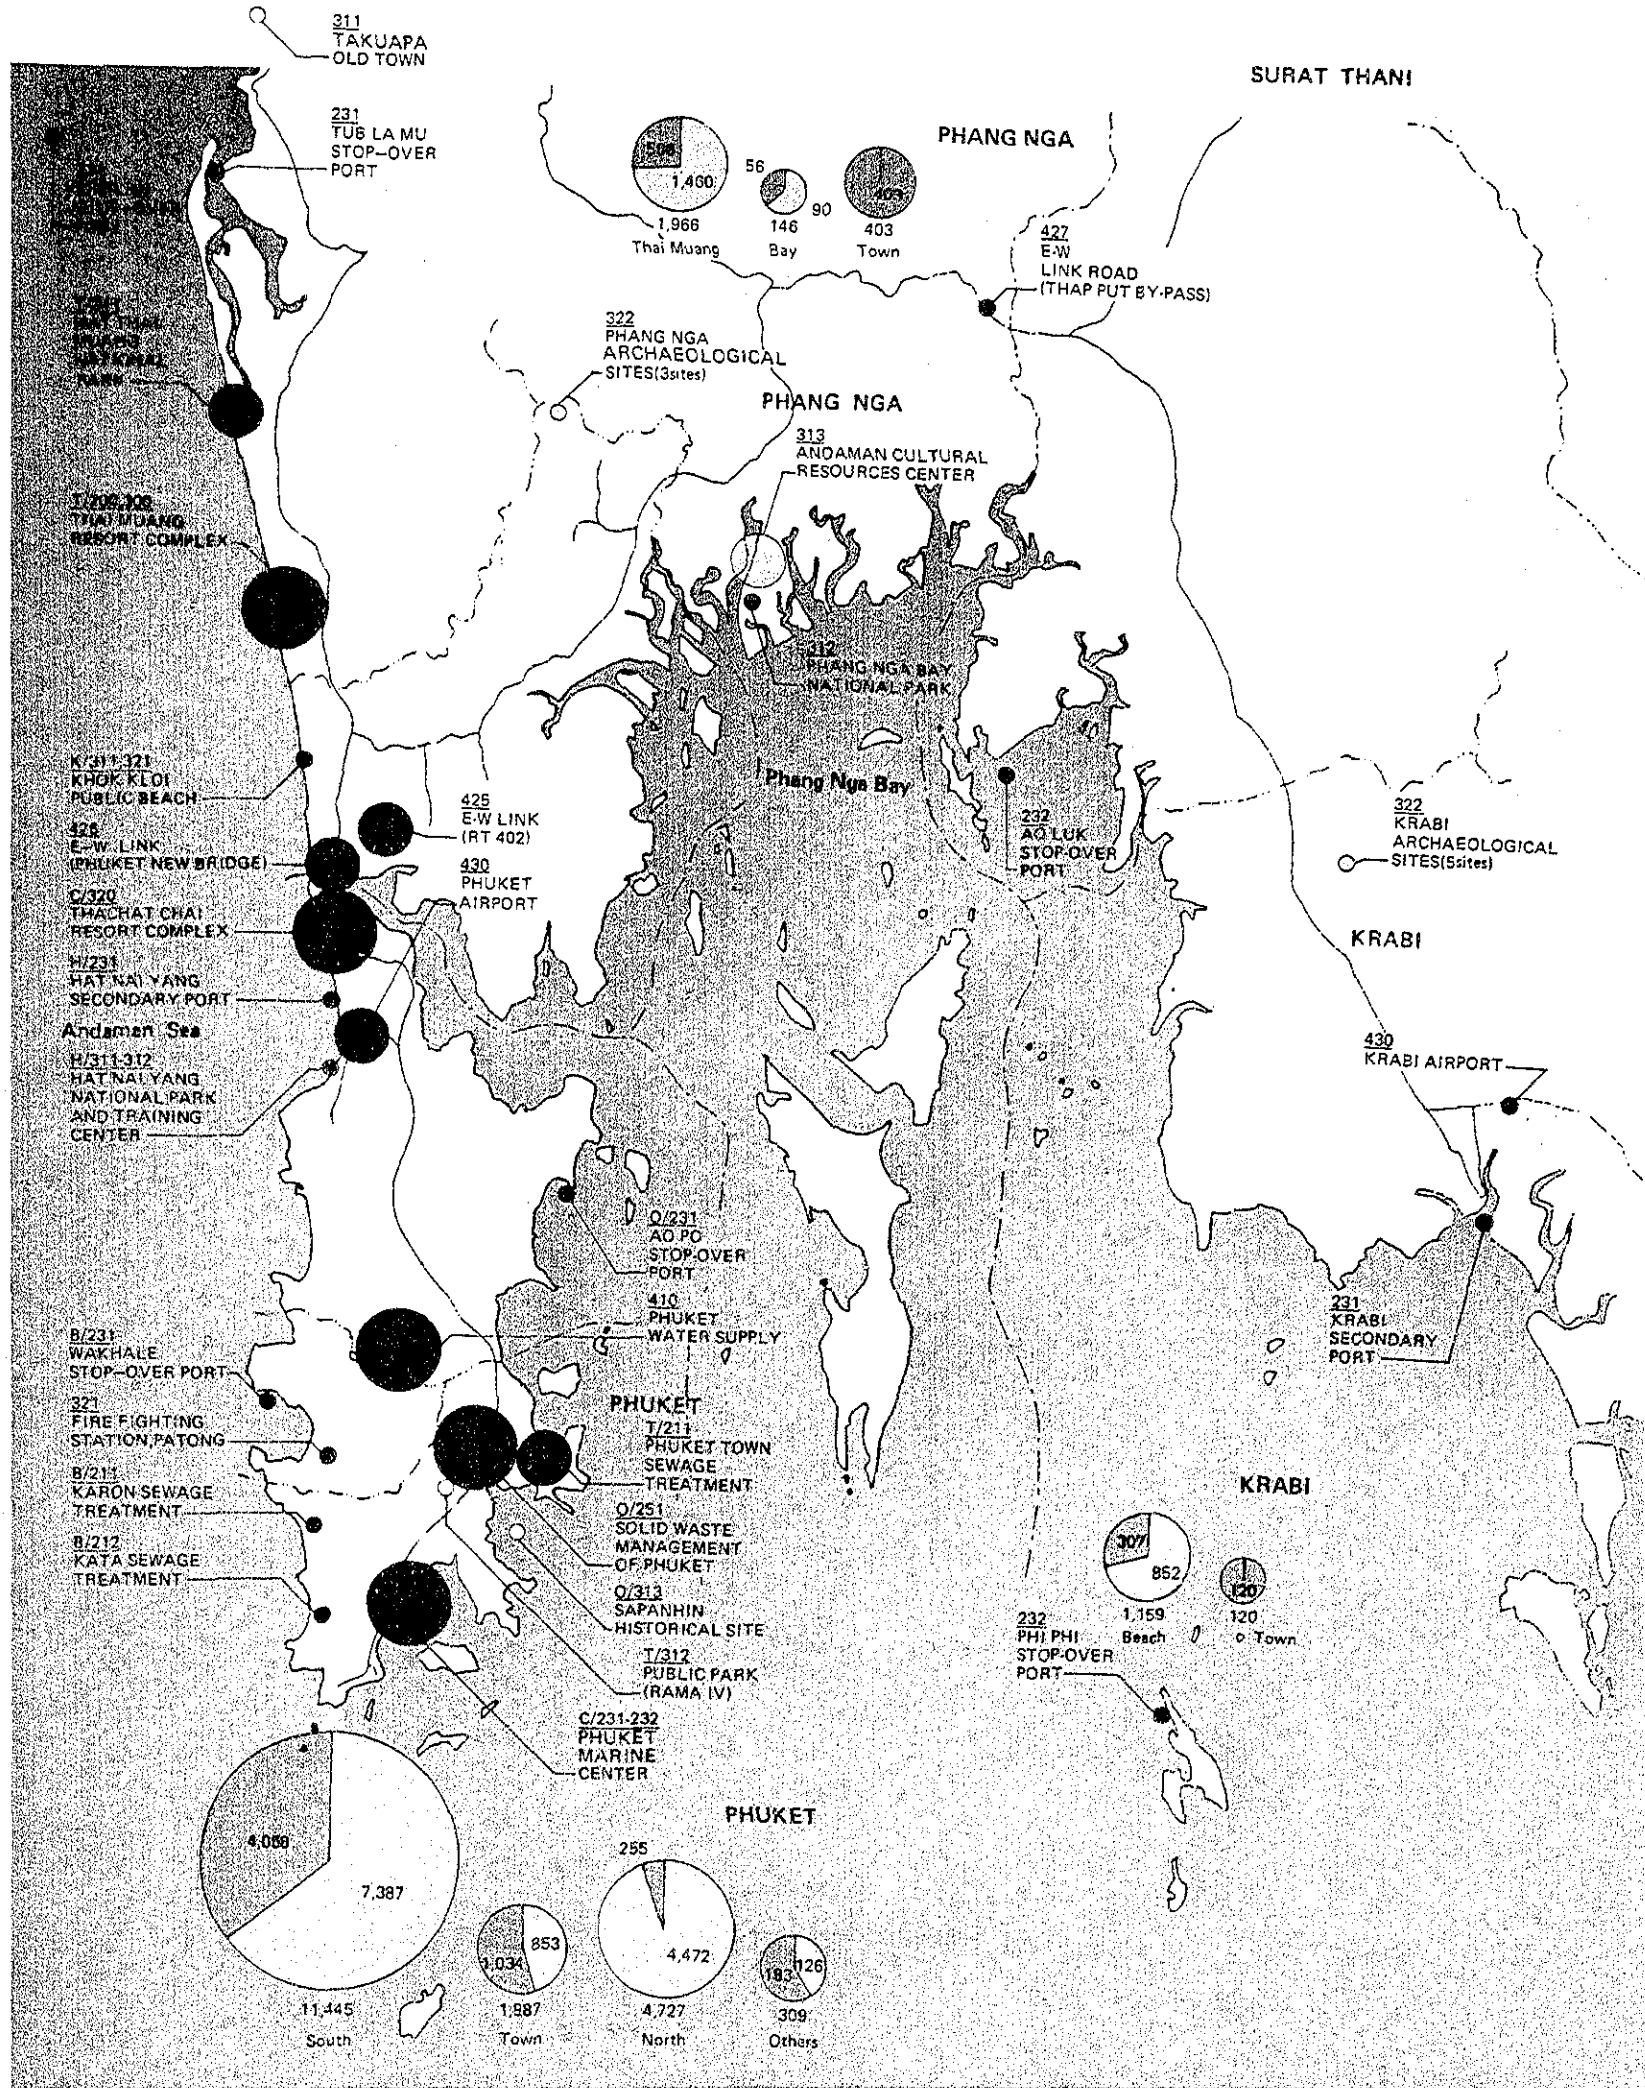 311
TAKUAPA
OLD TOWN
SURAT THANI
231
TUB LA MU
STOP-OVER
PORT
PHANG NGA
506
1,460
1,966
Thai Muang
56
90
146
Bay
403
403
Town
427
E-W
LINK ROAD
(THAP PUT BY-PASS)
322
PHANG NGA
ARCHAEOLOGICAL
SITES(3sites)
PARK
PHANG NGA
313
ANDAMAN CULTURAL
RESOURCES CENTER
THAI MUANG
RESORT COMPLEX
312
PHANG NGA BAY
NATIONAL PARK
Phang Nga Bay
K/311-321
KHOK KLOI
PUBLIC BEACH
425
E-W LINK
(RT 402)
E-W LINK
(PHUKET NEW BRIDGE)
430
PHUKET
AIRPORT
232
AO LUK
STOP-OVER
PORT
322
KRABI
ARCHAEOLOGICAL
SITES(5sites)
C/320
THACHAT CHAI
RESORT COMPLEX
KRABI
H/231
HAT NAI YANG
SECONDARY PORT
Andaman Sea
H/311-312
HAT NAI YANG
NATIONAL PARK
AND TRAINING
CENTER
430
KRABI AIRPORT
O/231
AO PO
STOP-OVER
PORT
410
PHUKET
WATER SUPPLY
231
KRABI
SECONDARY
PORT
B/231
WAKHALE
STOP-OVER PORT
321
FIRE FIGHTING
STATION,PATONG
B/211
KARON SEWAGE
TREATMENT
B/212
KATA SEWAGE
TREATMENT
PHUKET
T/211
PHUKET TOWN
SEWAGE
TREATMENT
O/251
SOLID WASTE
MANAGEMENT
OF PHUKET
O/313
SAPANHIN
HISTORICAL SITE
T/312
PUBLIC PARK
(RAMA IV)
C/231-232
PHUKET
MARINE
CENTER
KRABI
307
852
1,159
Beach
120
120
Town
232
PHI PHI
STOP-OVER
PORT
PHUKET
4,058
7,387
11,445
South
1,034
853
1,887
Town
255
4,472
4,727
North
183
126
309
Others